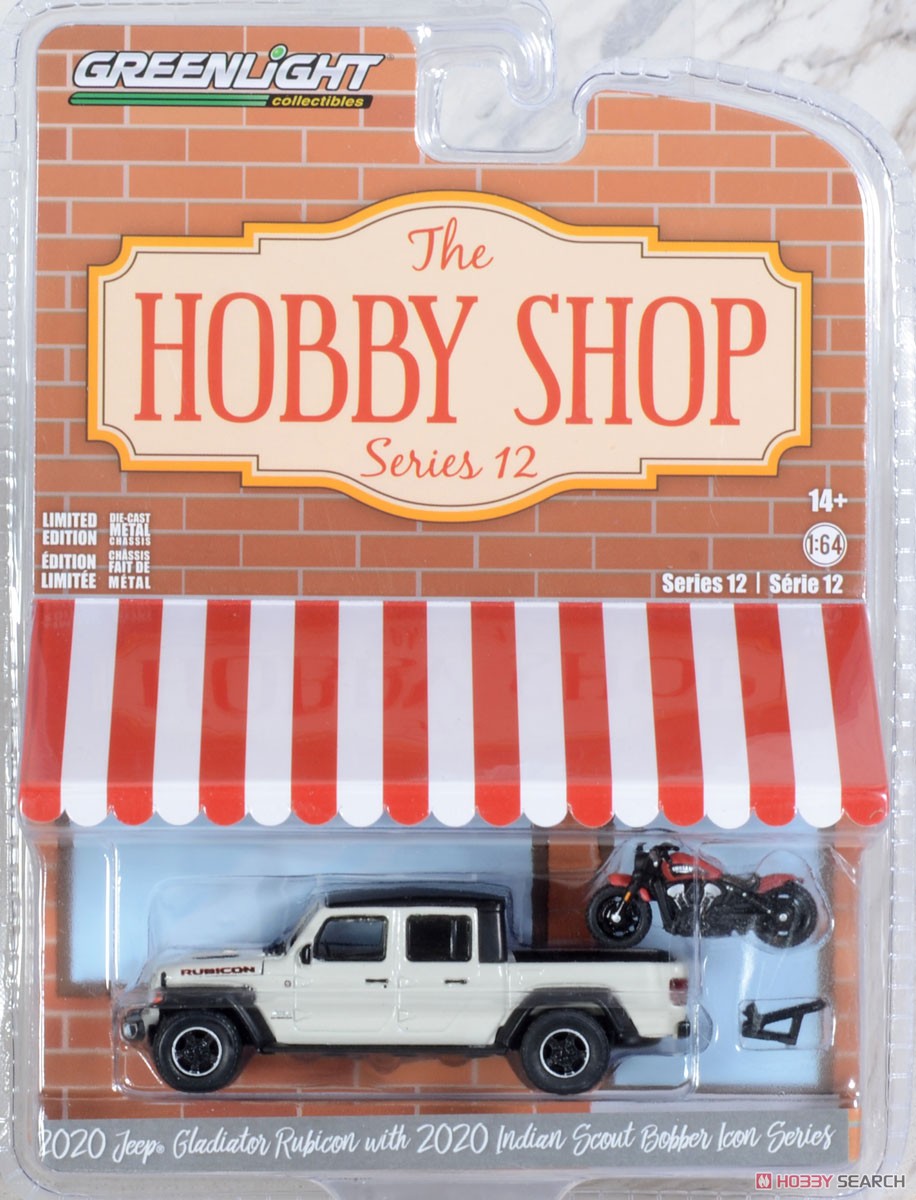 GREENLiGHT
collectibles
The
HOBBY SHOP
Series 12
14+
LIMITED
EDITION
DIE-CAST
METAL
CHASSIS
ÉDITION
LIMITÉE
CHÂSSIS
FAIT DE
MÉTAL
1:64
Series 12 | Série 12
RUBICON
2020 Jeep® Gladiator Rubicon with 2020 Indian Scout Bobber Icon Series
HOBBY SEARCH